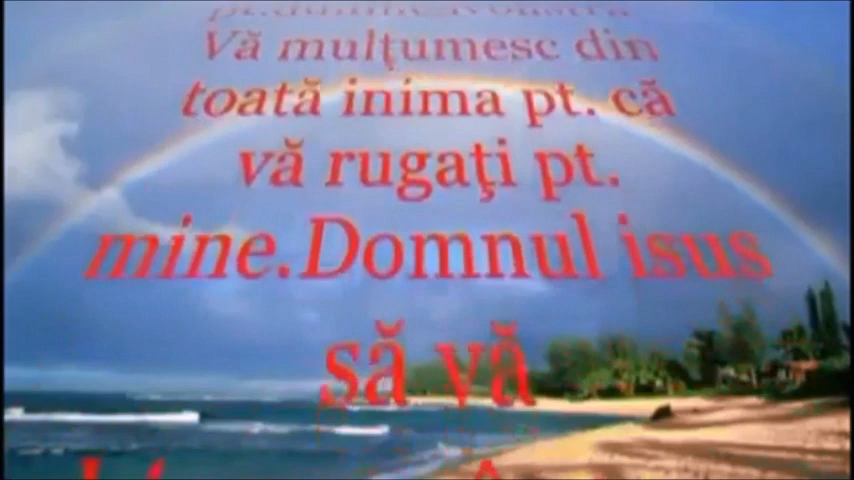 Vă mulţumesc din
toată inima pt. că
vă rugaţi pt.
mine.Domnul isus
să vă